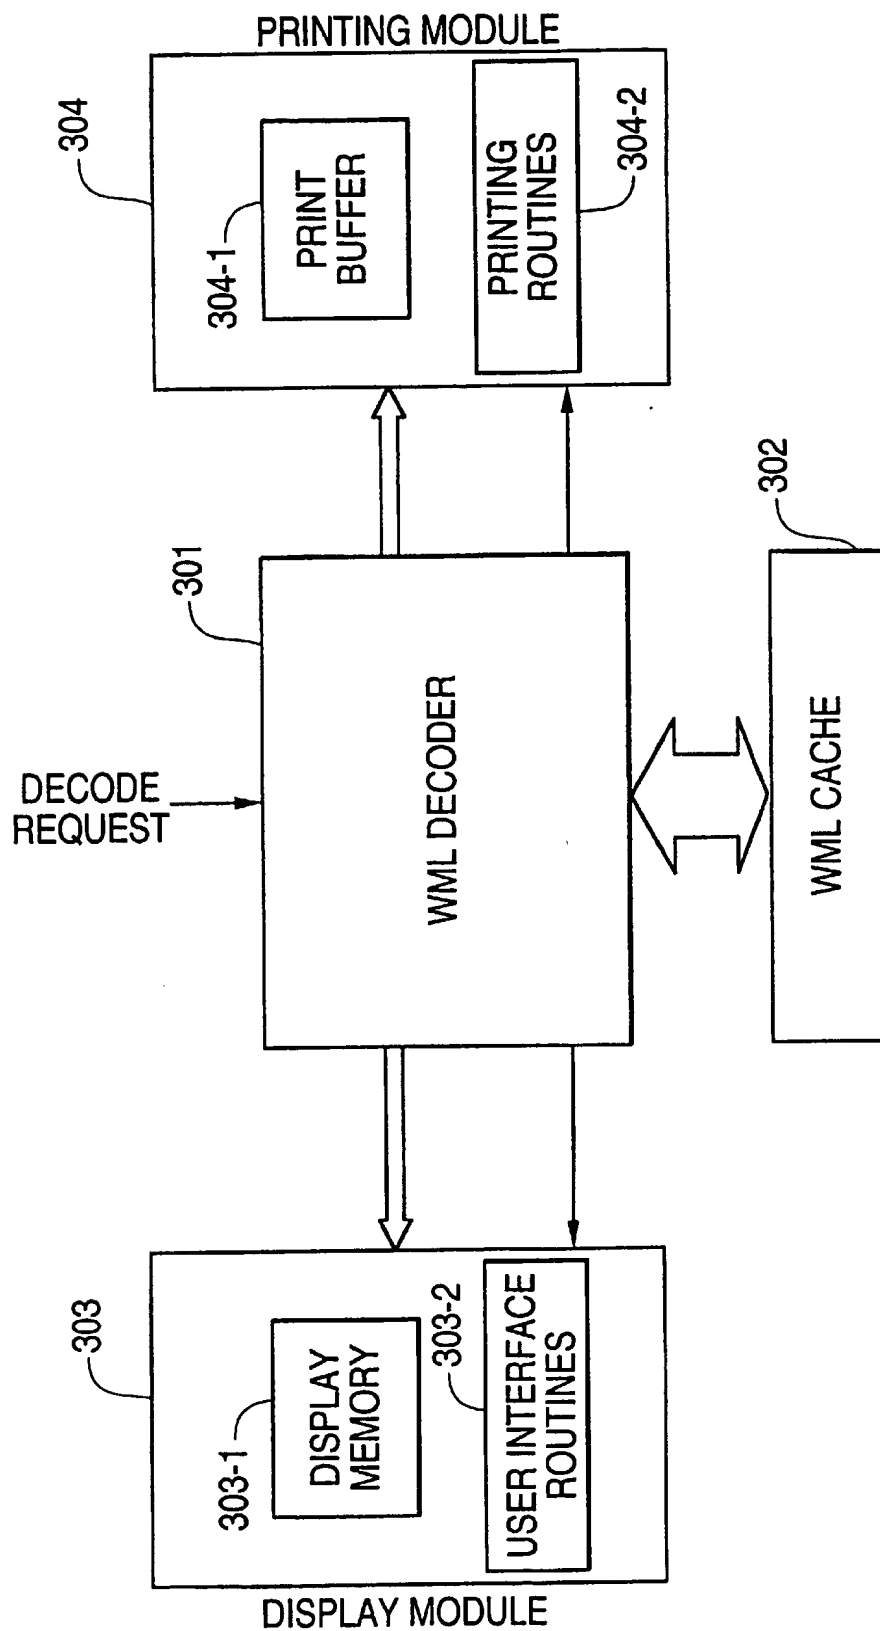 PRINTING MODULE
304
304-1
PRINT
BUFFER
PRINTING
ROUTINES
304-2
DECODE
REQUEST
301
WML DECODER
302
WML CACHE
303
303-1
DISPLAY
MEMORY
303-2
USER INTERFACE
ROUTINES
DISPLAY MODULE